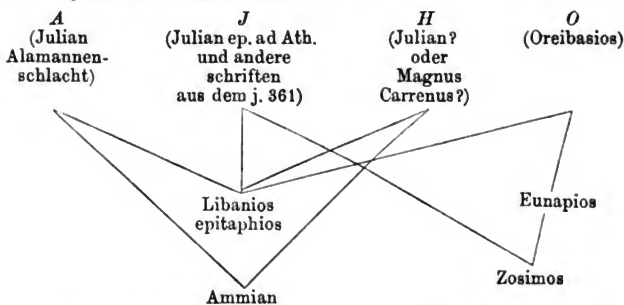 A J H O
(Julian (Julian ep. ad Ath. (Julian? (Oreibasios)
Alamannen- und andere oder
schlacht) schriften Magnus
aus dem j. 361) Carrenus?)
Libanios Eunapios
epitaphios
Zosimos
Ammian